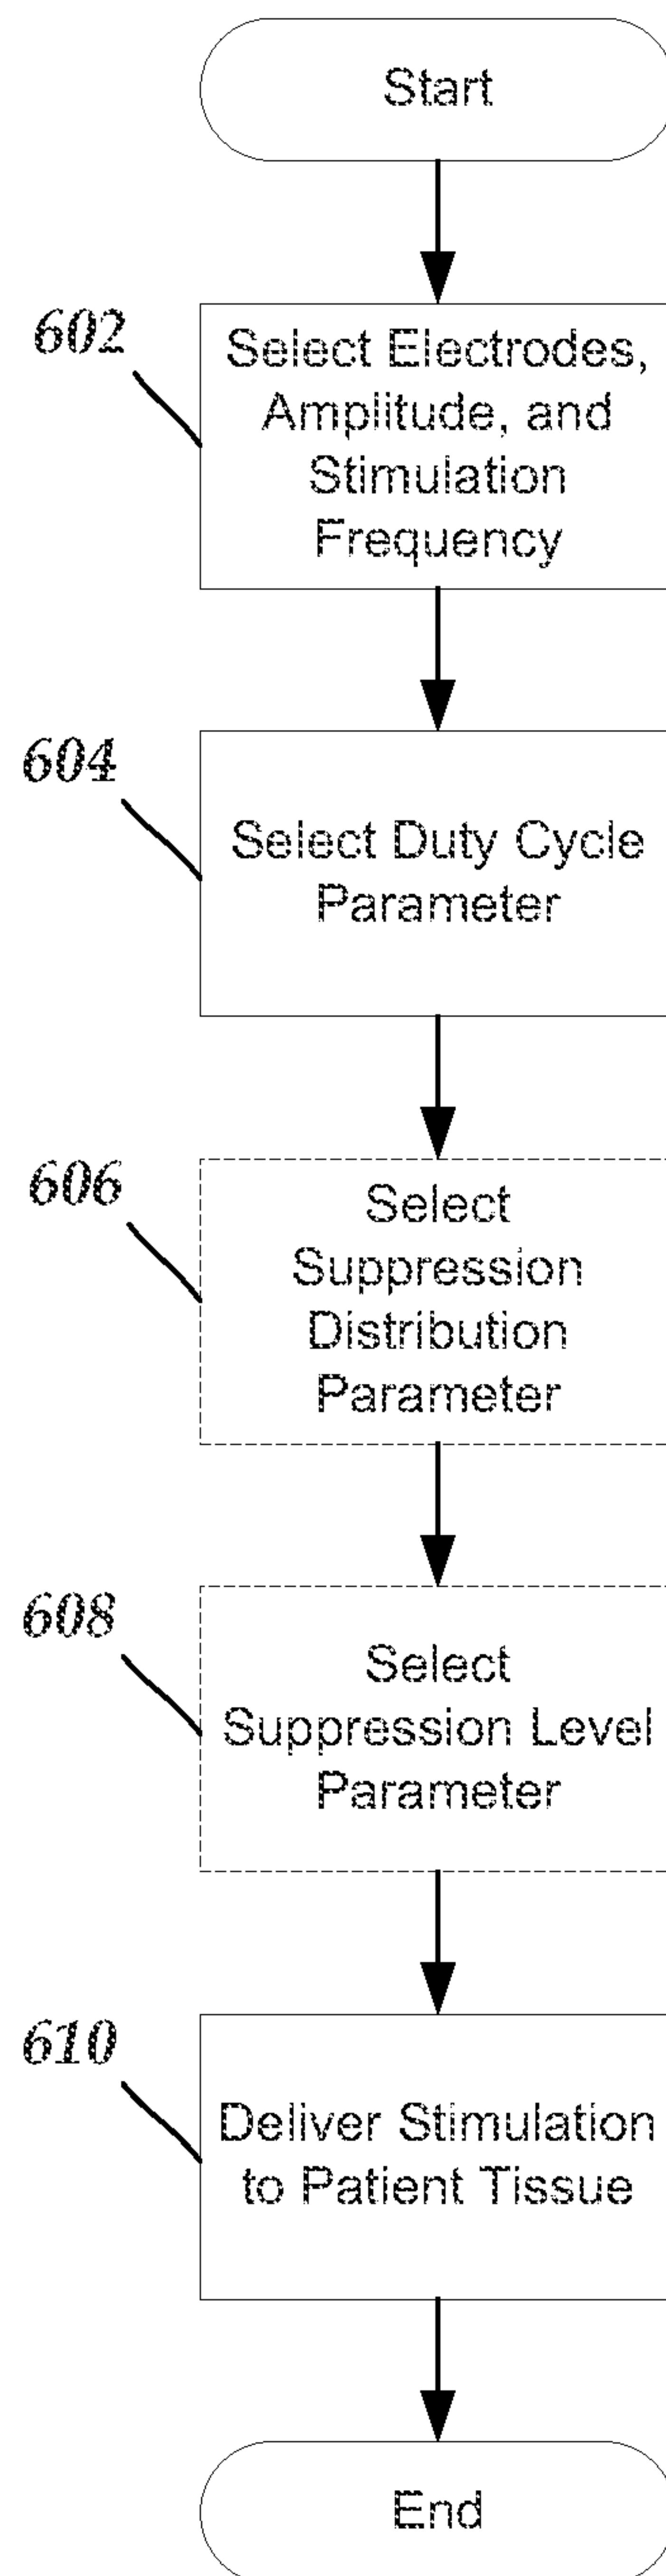 Start
602
Select Electrodes,
Amplitude, and
Stimulation
Frequency
604
Select Duty Cycle
Parameter
606
Select
Suppression
Distribution
Parameter
608
Select
Suppression Level
Parameter
610
Deliver Stimulation
to Patient Tissue
End